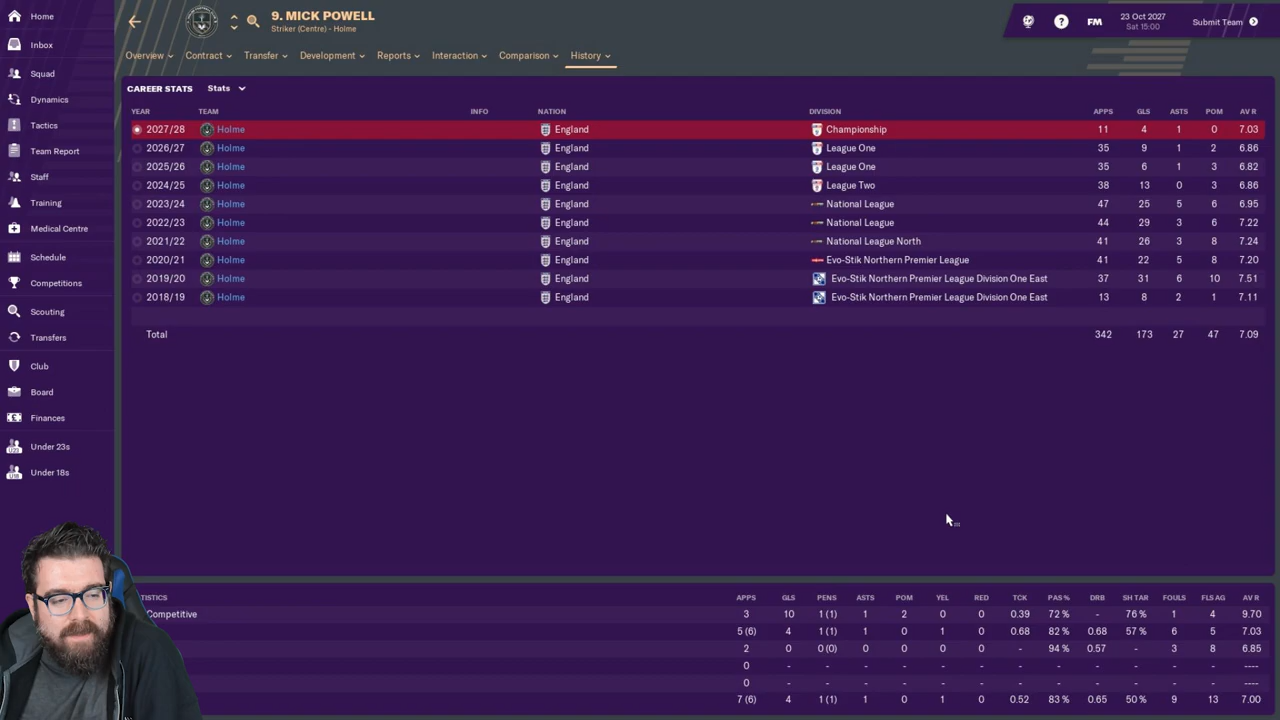 Home
Inbox
Squad
Dynamics
Tactics
Team Report
Staff
Training
Medical Centre
Schedule
Competitions
Scouting
Transfers
Club
Board
Finances
Under 23s
Under 18s
9. MICK POWELL
Striker (Centre) - Holme
FM
23 Oct 2027
Sat 15:00
Submit Team
Overview Contract Transfer Development Reports Interaction Comparison History
CAREER STATS Stats
YEAR TEAM INFO NATION DIVISION APPS GLS ASTS POM AV R
2027/28 Holme England Championship 11 4 1 0 7.03
2026/27 Holme England League One 35 9 1 2 6.86
2025/26 Holme England League One 35 6 1 3 6.82
2024/25 Holme England League Two 38 13 0 3 6.86
2023/24 Holme England National League 47 25 5 6 6.95
2022/23 Holme England National League 44 29 3 6 7.22
2021/22 Holme England National League North 41 26 3 8 7.24
2020/21 Holme England Evo-Stik Northern Premier League 41 22 5 8 7.20
2019/20 Holme England Evo-Stik Northern Premier League Division One East 37 31 6 10 7.51
2018/19 Holme England Evo-Stik Northern Premier League Division One East 13 8 2 1 7.11
Total 342 173 27 47 7.09
TISTICS APPS GLS PENS ASTS POM YEL RED TCK PAS % DRB SH TAR FOULS FLS AG AV R
Competitive 3 10 1 (1) 1 2 0 0 0.39 72 % - 76 % 1 4 9.70
5 (6) 4 1 (1) 1 0 1 0 0.68 82 % 0.68 57 % 6 5 7.03
2 0 0 (0) 0 0 0 0 - 94 % 0.57 - 3 8 6.85
0 - - - - - - - - - - - - ----
0 - - - - - - - - - - - - ----
7 (6) 4 1 (1) 1 0 1 0 0.52 83 % 0.65 50 % 9 13 7.00